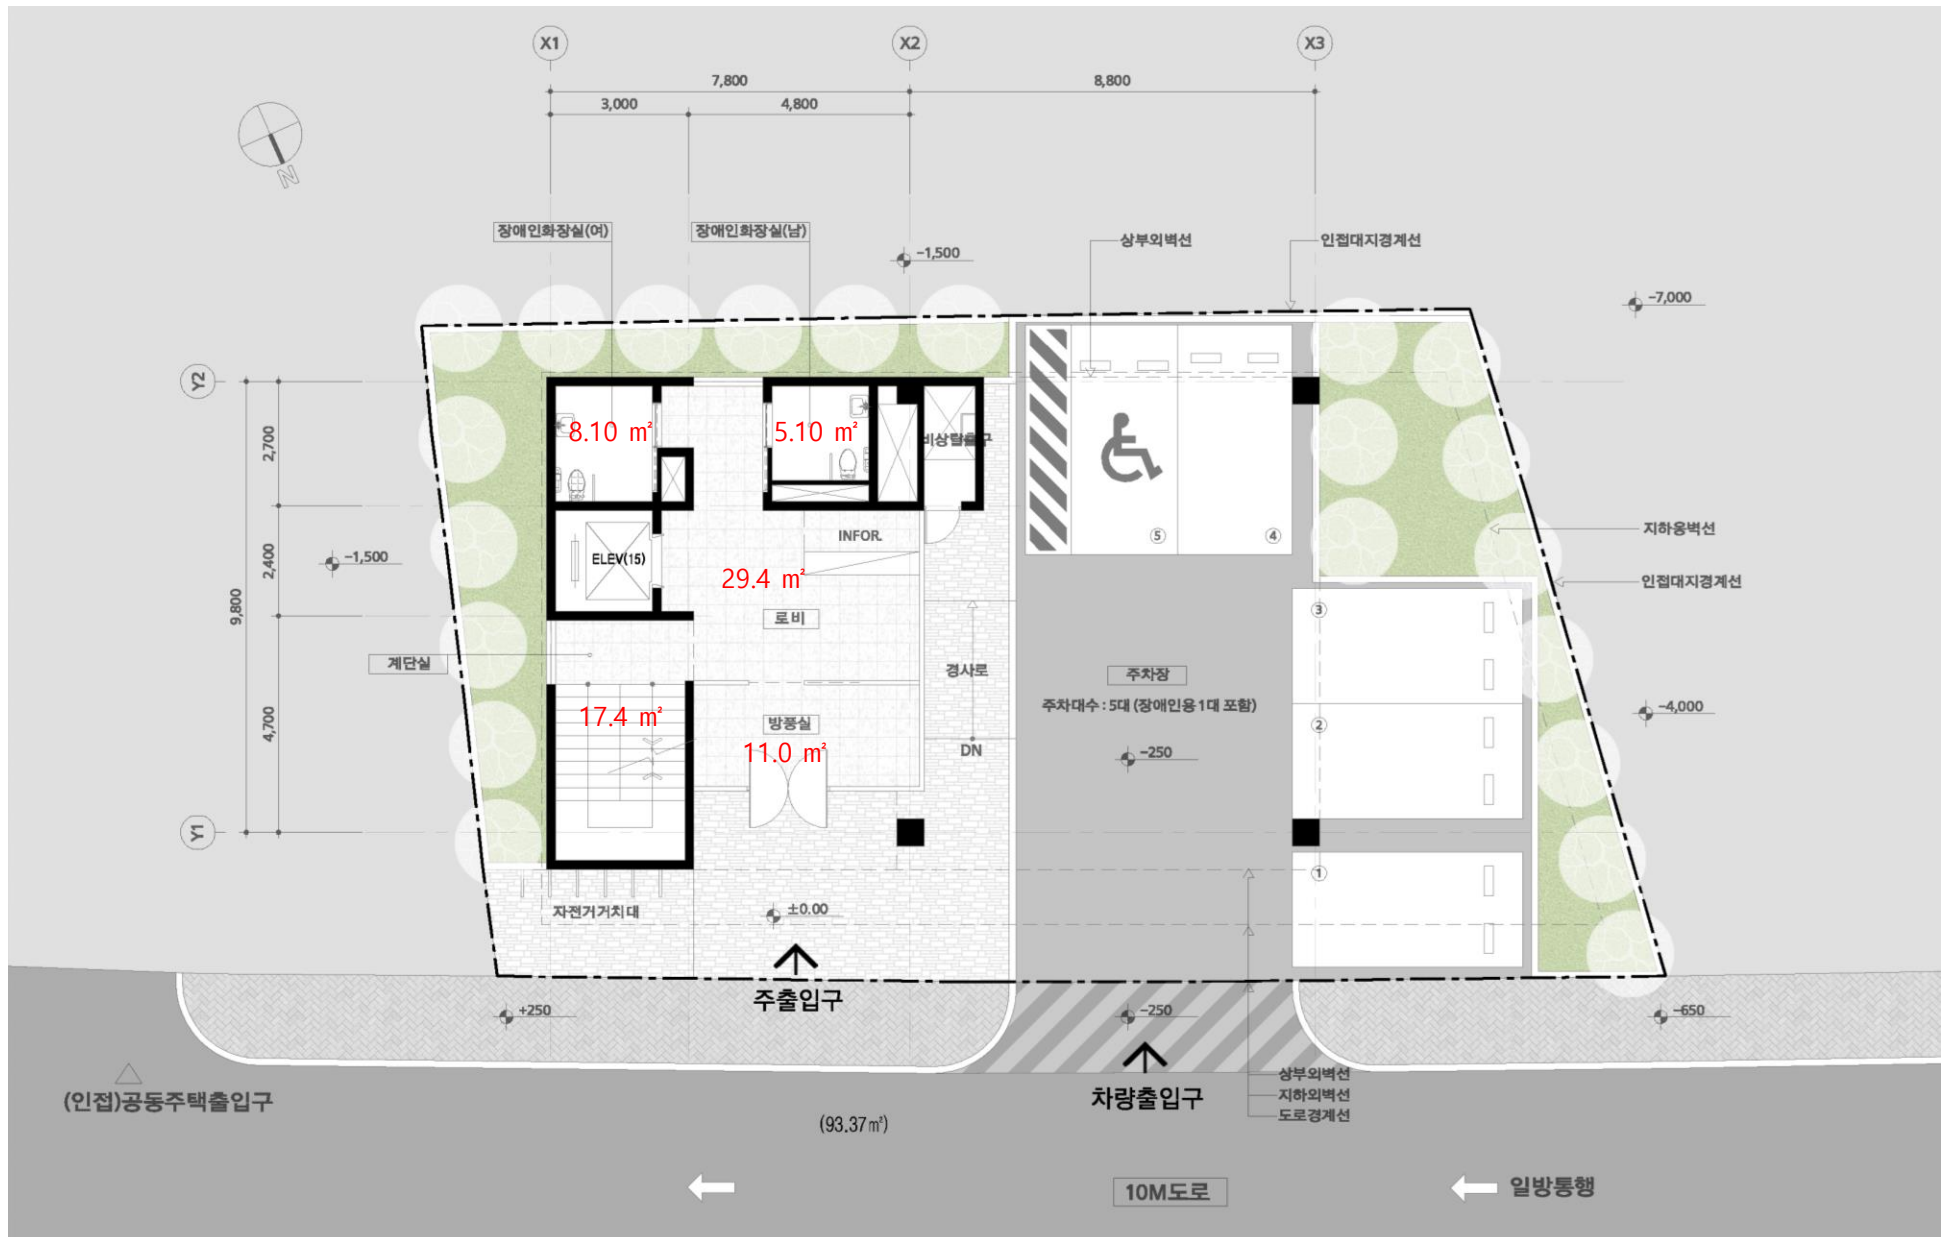 X1
X2
X3
7,800
8,800
3,000
4,800
N
장애인화장실(여)
장애인화장실(남)
-1,500
상부외벽선
인접대지경계선
-7,000
Y2
8.10 ㎡
5.10 ㎡
비상탈출구
2,700
INFOR.
⑤
④
지하옹벽선
-1,500
ELEV(15)
2,400
29.4 ㎡
인접대지경계선
9,800
로비
③
계단실
경사로
주차장
주차대수 : 5대 (장애인용 1대 포함)
-4,000
4,700
17.4 ㎡
방풍실
11.0 ㎡
②
DN
-250
Y1
①
자전거거치대
±0.00
주출입구
+250
-250
-650
(인접)공동주택출입구
차량출입구
상부외벽선
지하외벽선
도로경계선
(93.37㎡)
10M도로
일방통행